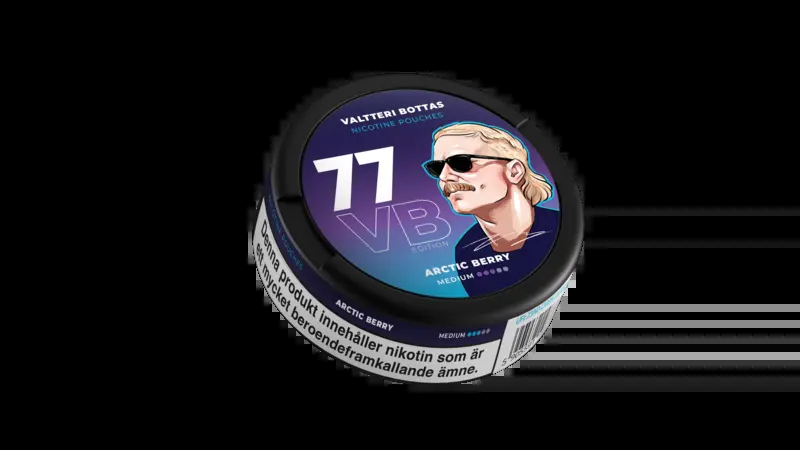 VALTTERI BOTTAS
NICOTINE POUCHES
77
VB
EDITION
ARCTIC BERRY
MEDIUM
POUCHES
ARCTIC BERRY
MEDIUM
Denna produkt innehåller nikotin som är
ett mycket beroendeframkallande ämne.